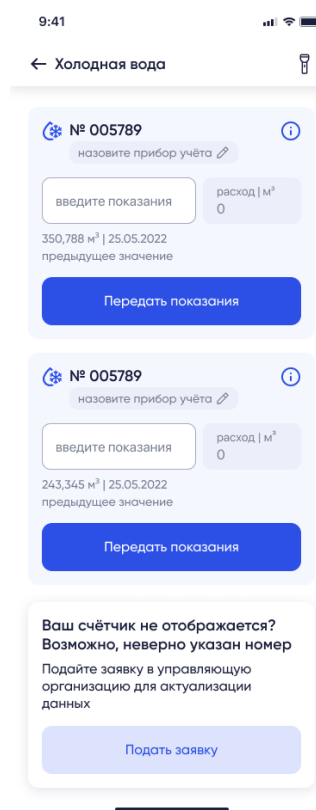 9:41
Холодная вода
№ 005789
назовите прибор учёта
введите показания
расход | м³
0
350,788 м³ | 25.05.2022
предыдущее значение
Передать показания
№ 005789
назовите прибор учёта
введите показания
расход | м³
0
243,345 м³ | 25.05.2022
предыдущее значение
Передать показания
Ваш счётчик не отображается?
Возможно, неверно указан номер
Подайте заявку в управляющую
организацию для актуализации
данных
Подать заявку